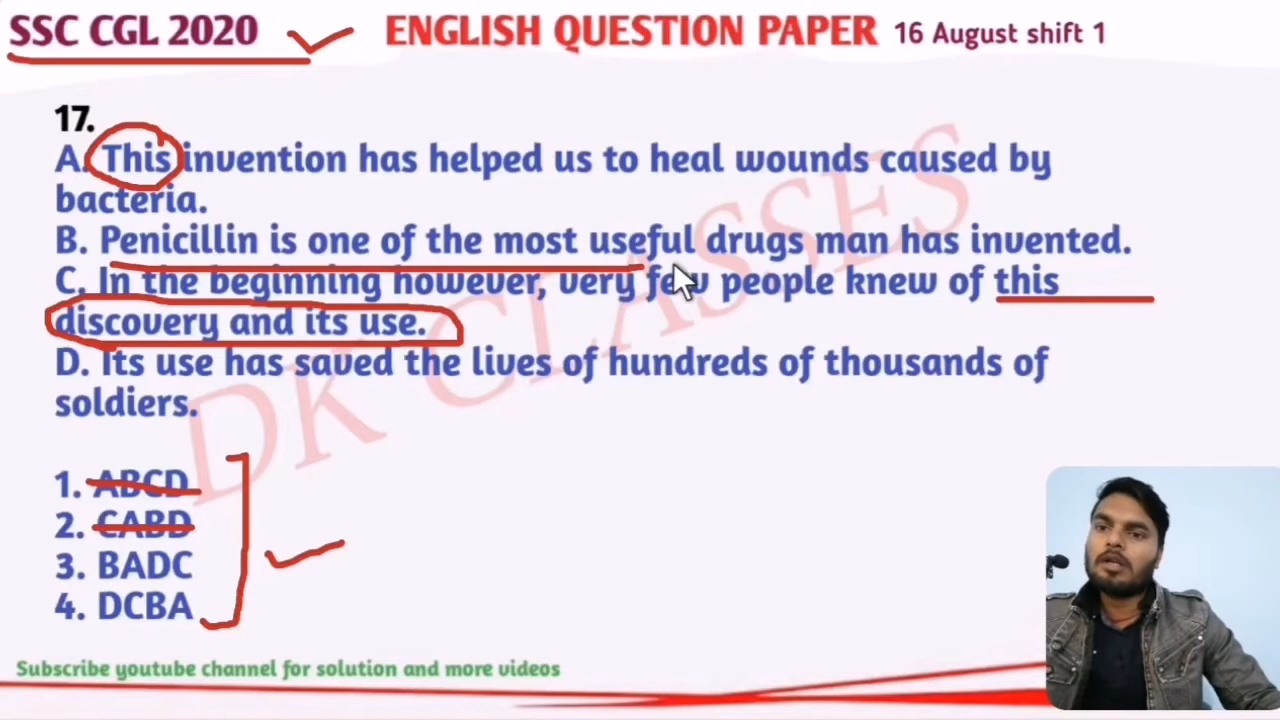 SSC CGL 2020
ENGLISH QUESTION PAPER
16 August shift 1
17.
A. This invention has helped us to heal wounds caused by
bacteria.
B. Penicillin is one of the most useful drugs man has invented.
C. In the beginning however, very few people knew of this
discovery and its use.
D. Its use has saved the lives of hundreds of thousands of
soldiers.
1. ABCD
2. CABD
3. BADC
4. DCBA
DK CLASSES
Subscribe youtube channel for solution and more videos